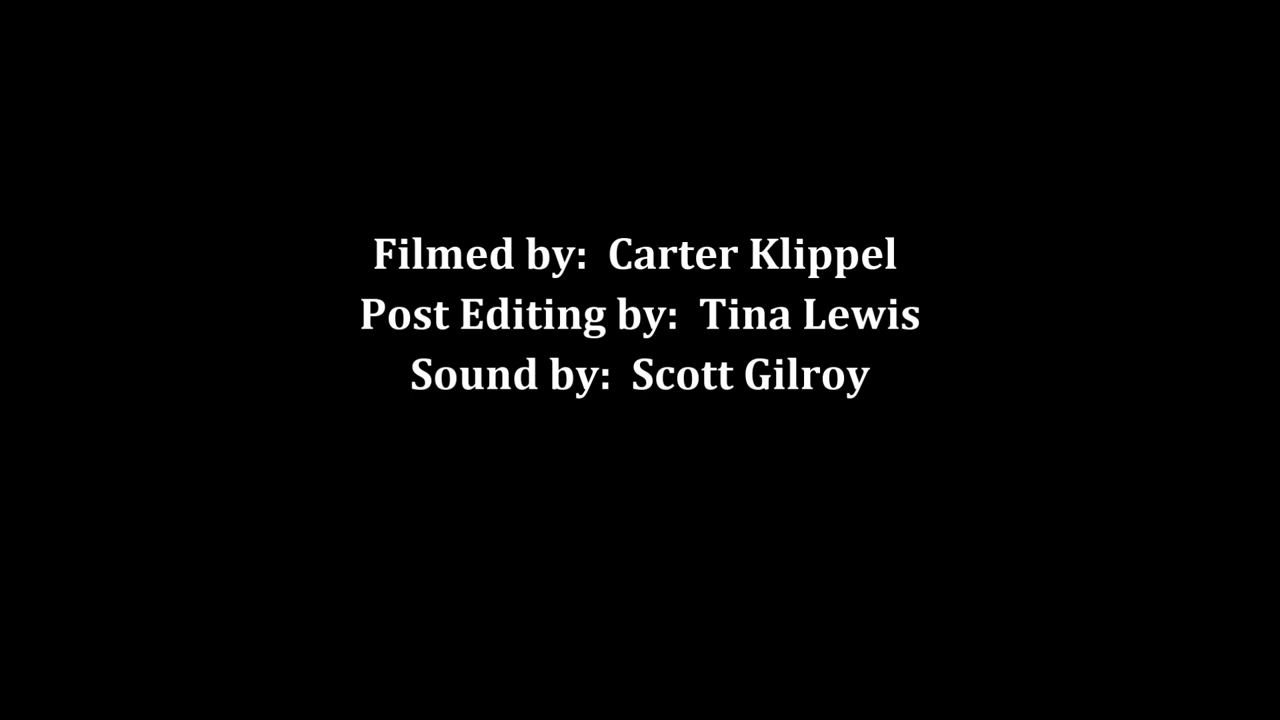 Filmed by:  Carter Klippel
Post Editing by:  Tina Lewis
Sound by:  Scott Gilroy